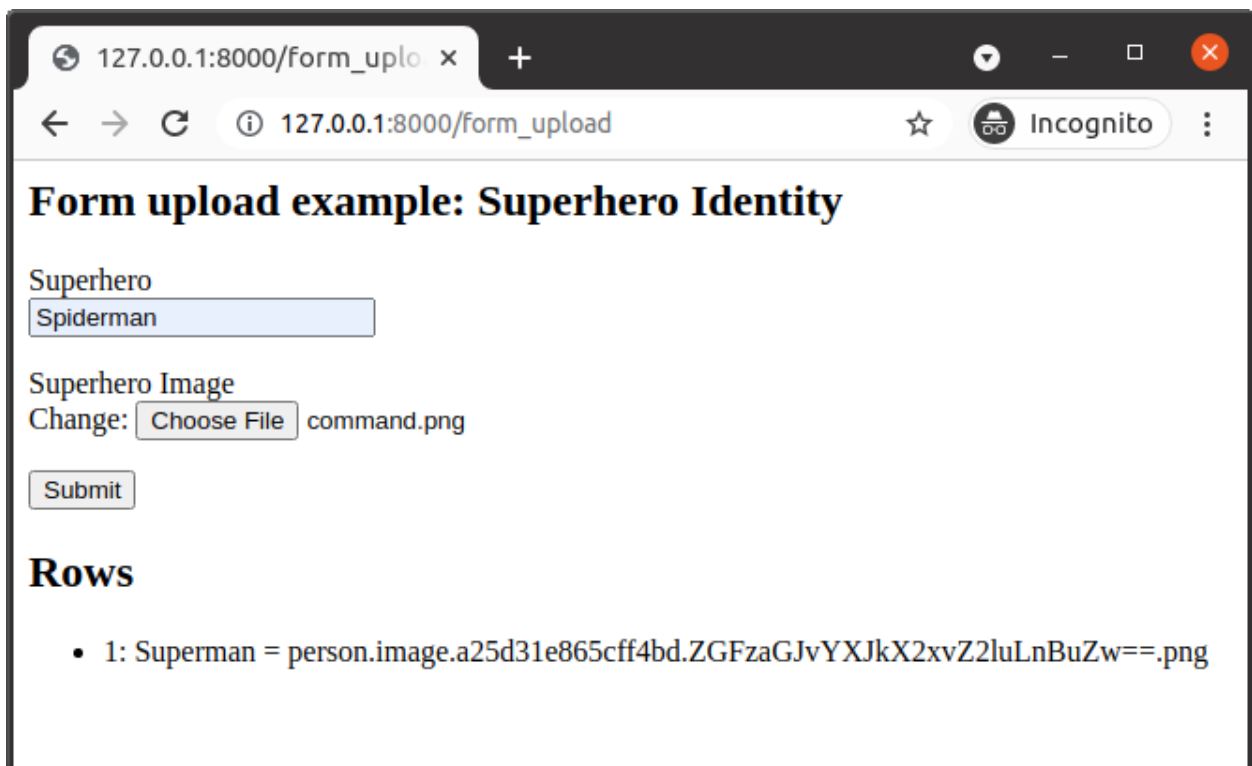 127.0.0.1:8000/form_uplo
127.0.0.1:8000/form_upload
Incognito
Form upload example: Superhero Identity
Superhero
Spiderman
Superhero Image
Change: Choose File command.png
Submit
Rows
• 1: Superman = person.image.a25d31e865cff4bd.ZGFzaGJvYXJkX2xvZ2luLnBuZw==.png